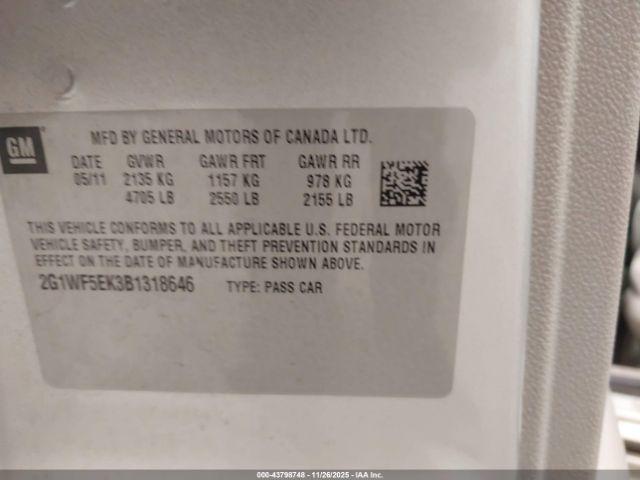 GM
MFD BY GENERAL MOTORS OF CANADA LTD.
DATE GVWR GAWR FRT GAWR RR
05/11 2135 KG 1157 KG 978 KG
4705 LB 2550 LB 2155 LB
THIS VEHICLE CONFORMS TO ALL APPLICABLE U.S. FEDERAL MOTOR
VEHICLE SAFETY, BUMPER, AND THEFT PREVENTION STANDARDS IN
EFFECT ON THE DATE OF MANUFACTURE SHOWN ABOVE.
2G1WF5EK3B1318646 TYPE: PASS CAR
000-43798748 - 11/26/2025 - IAA Inc.